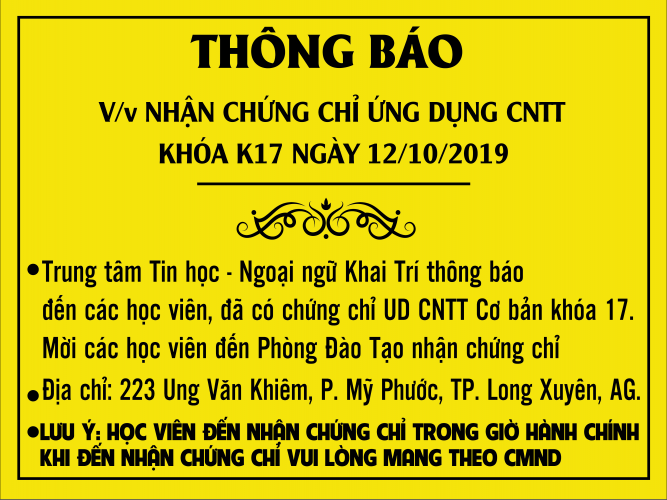 THÔNG BÁO
V/v NHẬN CHỨNG CHỈ ỨNG DỤNG CNTT
KHÓA K17 NGÀY 12/10/2019
• Trung tâm Tin học - Ngoại ngữ Khai Trí thông báo
đến các học viên, đã có chứng chỉ UD CNTT Cơ bản khóa 17.
Mời các học viên đến Phòng Đào Tạo nhận chứng chỉ
• Địa chỉ: 223 Ung Văn Khiêm, P. Mỹ Phước, TP. Long Xuyên, AG.
• LƯU Ý: HỌC VIÊN ĐẾN NHẬN CHỨNG CHỈ TRONG GIỜ HÀNH CHÍNH
KHI ĐẾN NHẬN CHỨNG CHỈ VUI LÒNG MANG THEO CMND